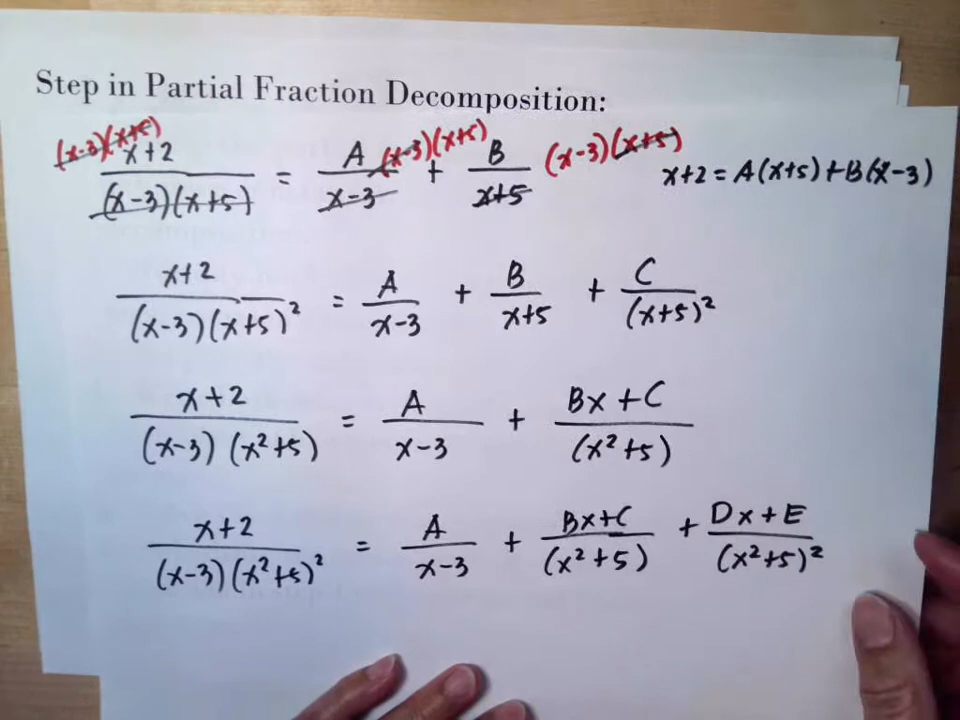 Step in Partial Fraction Decomposition:
(x-3)(x+5) (x-3)(x+5) (x-3)(x+5)
x+2 / (x-3)(x+5) = A / x-3 + B / x+5 x+2 = A(x+5)+B(x-3)
x+2 / (x-3)(x+5)² = A / x-3 + B / x+5 + C / (x+5)²
x+2 / (x-3) (x²+5) = A / x-3 + Bx+C / (x²+5)
x+2 / (x-3)(x²+5)² = A / x-3 + Bx+C / (x²+5) + Dx+E / (x²+5)²